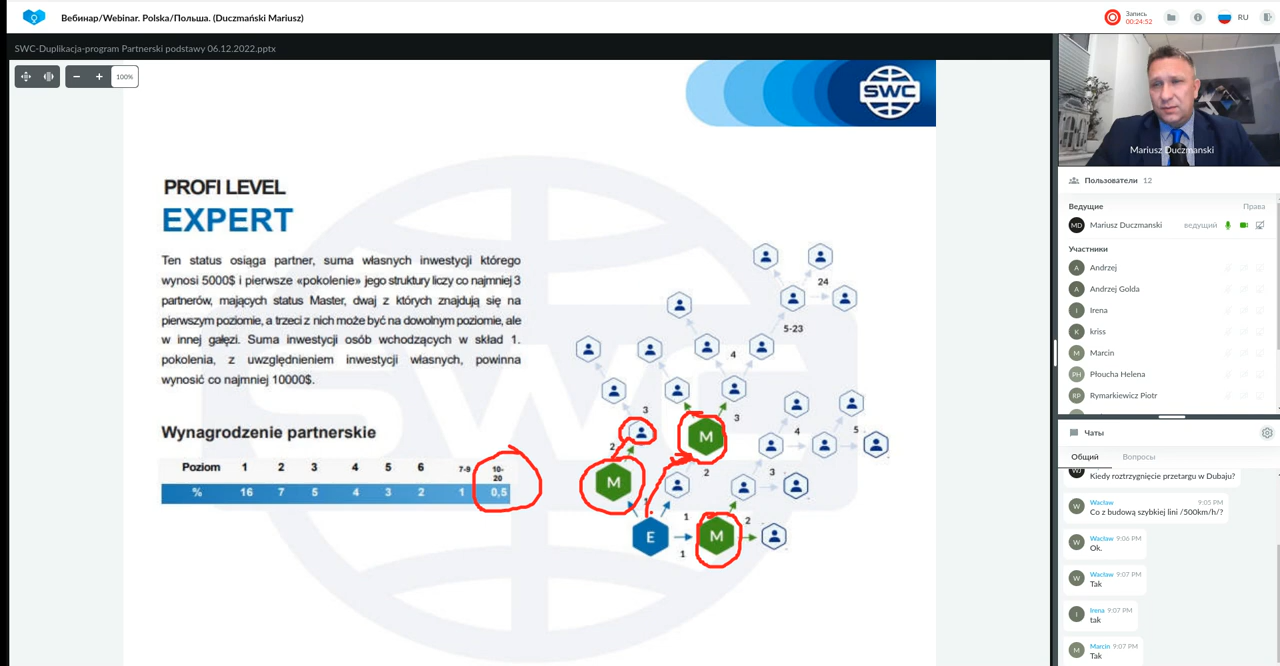 Вебинар/Webinar. Polska/Польша. (Duczmański Mariusz)
Запись
00:24:52
RU
SWC-Duplikacja-program Partnerski podstawy 06.12.2022.pptx
100%
SWC
PROFI LEVEL
EXPERT
Ten status osiąga partner, suma własnych inwestycji którego
wynosi 5000$ i pierwsze «pokolenie» jego struktury liczy co najmniej 3
partnerów, mających status Master, dwaj z których znajdują się na
pierwszym poziomie, a trzeci z nich może być na dowolnym poziomie, ale
w innej gałęzi. Suma inwestycji osób wchodzących w skład 1.
pokolenia, z uwzględnieniem inwestycji własnych, powinna
wynosić co najmniej 10000$.
Wynagrodzenie partnerskie
Poziom 1 2 3 4 5 6 7-9 10-20
% 16 7 5 4 3 2 1 0,5
24
5-23
4
3
3
4
5
2
M
M
2
3
M
1
1
2
E
1
M
Mariusz Duczmanski
Пользователи 12
Ведущие Права
MD Mariusz Duczmanski ведущий
Участники
A Andrzej
A Andrzej Golda
I Irena
K kriss
M Marcin
PH Płoucha Helena
RP Rymarkiewicz Piotr
Чаты
Общий Вопросы
Kiedy roztrzygnięcie przetargu w Dubaju?
W Wacław 9:05 PM
Co z budową szybkiej lini /500km/h/?
W Wacław 9:06 PM
Ok.
W Wacław 9:07 PM
Tak
I Irena 9:07 PM
tak
M Marcin 9:07 PM
Tak